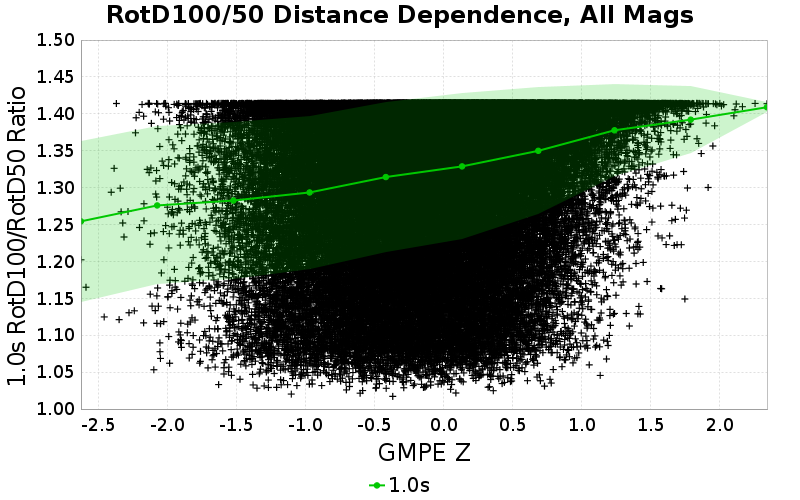 RotD100/50 Distance Dependence, All Mags
1.0s RotD100/RotD50 Ratio
1.50
1.45
1.40
1.35
1.30
1.25
1.20
1.15
1.10
1.05
1.00
-2.5 -2.0 -1.5 -1.0 -0.5 0.0 0.5 1.0 1.5 2.0
GMPE Z
1.0s